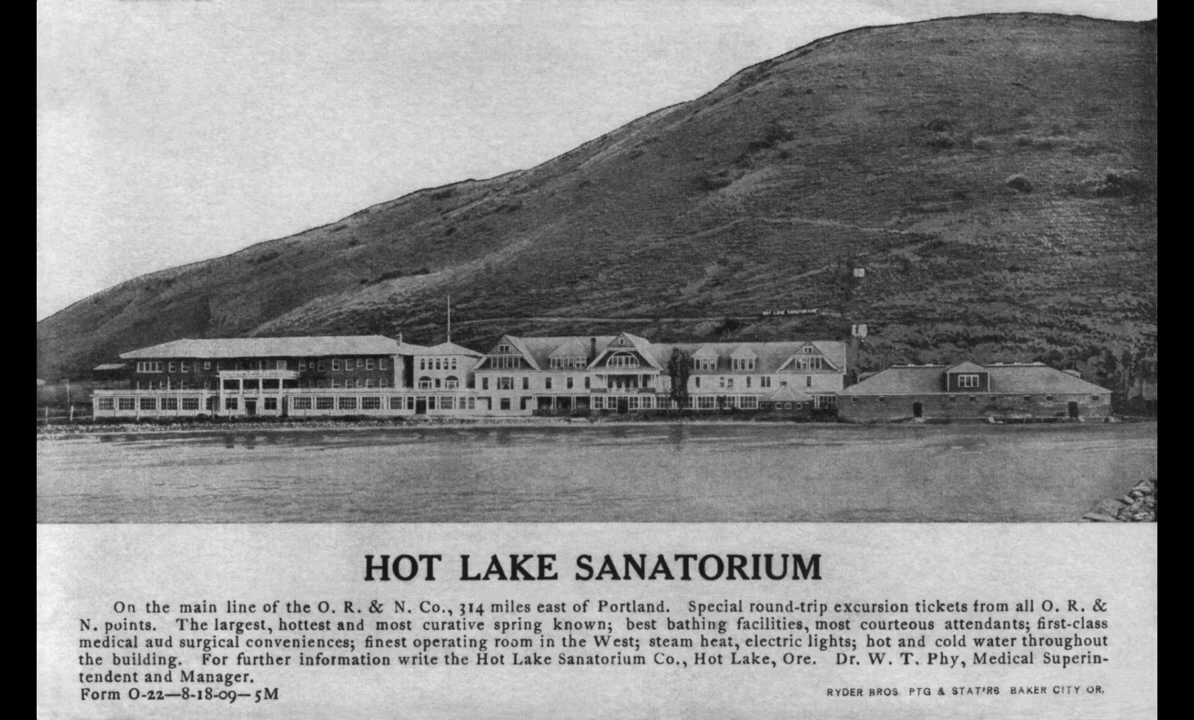 HOT LAKE SANATORIUM
HOT LAKE SANATORIUM
On the main line of the O. R. & N. Co., 314 miles east of Portland. Special round-trip excursion tickets from all O. R. &
N. points. The largest, hottest and most curative spring known; best bathing facilities, most courteous attendants; first-class
medical aud surgical conveniences; finest operating room in the West; steam heat, electric lights; hot and cold water throughout
the building. For further information write the Hot Lake Sanatorium Co., Hot Lake, Ore. Dr. W. T. Phy, Medical Superin-
tendent and Manager.
Form O-22—8-18-09—5M
RYDER BROS. PTG & STAT'RS BAKER CITY OR.